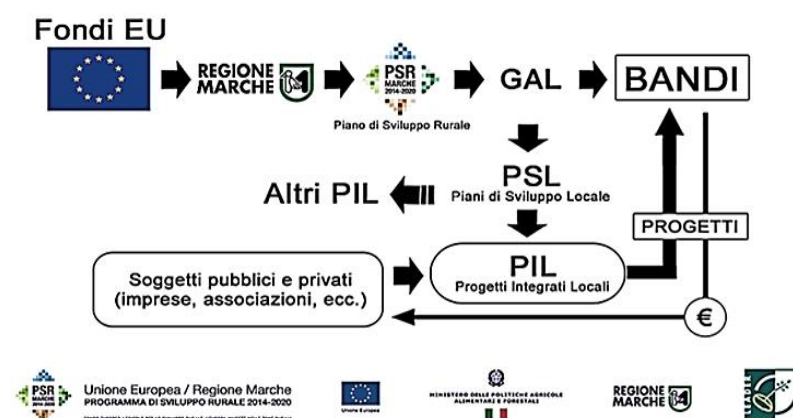 Fondi EU
REGIONE
MARCHE
PSR
MARCHE
2014-2020
Piano di Sviluppo Rurale
GAL
BANDI
PSL
Piani di Sviluppo Locale
Altri PIL
PROGETTI
Soggetti pubblici e privati
(imprese, associazioni, ecc.)
PIL
Progetti Integrati Locali
€
PSR
MARCHE
2014-2020
Unione Europea / Regione Marche
PROGRAMMA DI SVILUPPO RURALE 2014-2020
Unione Europea
MINISTERO DELLE POLITICHE AGRICOLE
ALIMENTARI E FORESTALI
REGIONE
MARCHE